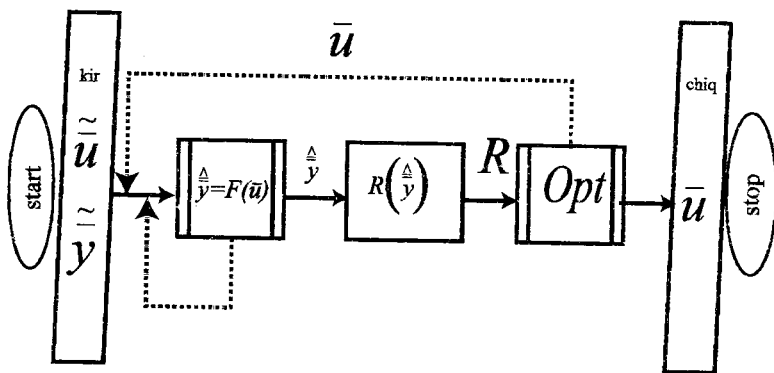 ū
kir
chiq
start
ũ̄
ỹ̄
ŷ̿=F(ū)
ŷ̿
R(ŷ̿)
R
Opt
ū
stop